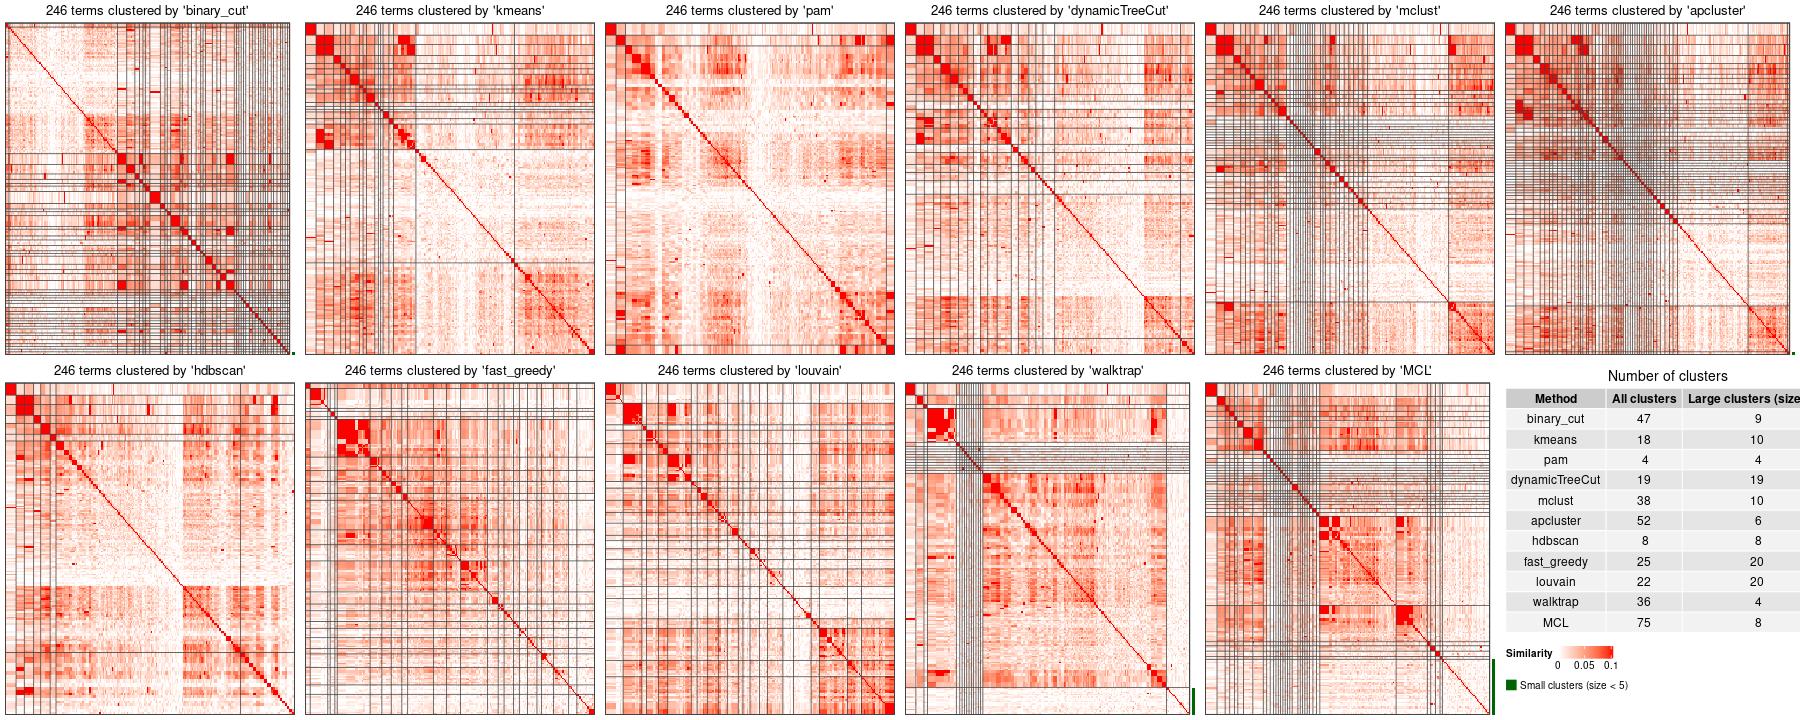 246 terms clustered by 'binary_cut'
246 terms clustered by 'kmeans'
246 terms clustered by 'pam'
246 terms clustered by 'dynamicTreeCut'
246 terms clustered by 'mclust'
246 terms clustered by 'apcluster'
246 terms clustered by 'hdbscan'
246 terms clustered by 'fast_greedy'
246 terms clustered by 'louvain'
246 terms clustered by 'walktrap'
246 terms clustered by 'MCL'
Number of clusters
Method All clusters Large clusters (size
binary_cut 47 9
kmeans 18 10
pam 4 4
dynamicTreeCut 19 19
mclust 38 10
apcluster 52 6
hdbscan 8 8
fast_greedy 25 20
louvain 22 20
walktrap 36 4
MCL 75 8
Similarity
0 0.05 0.1
Small clusters (size < 5)